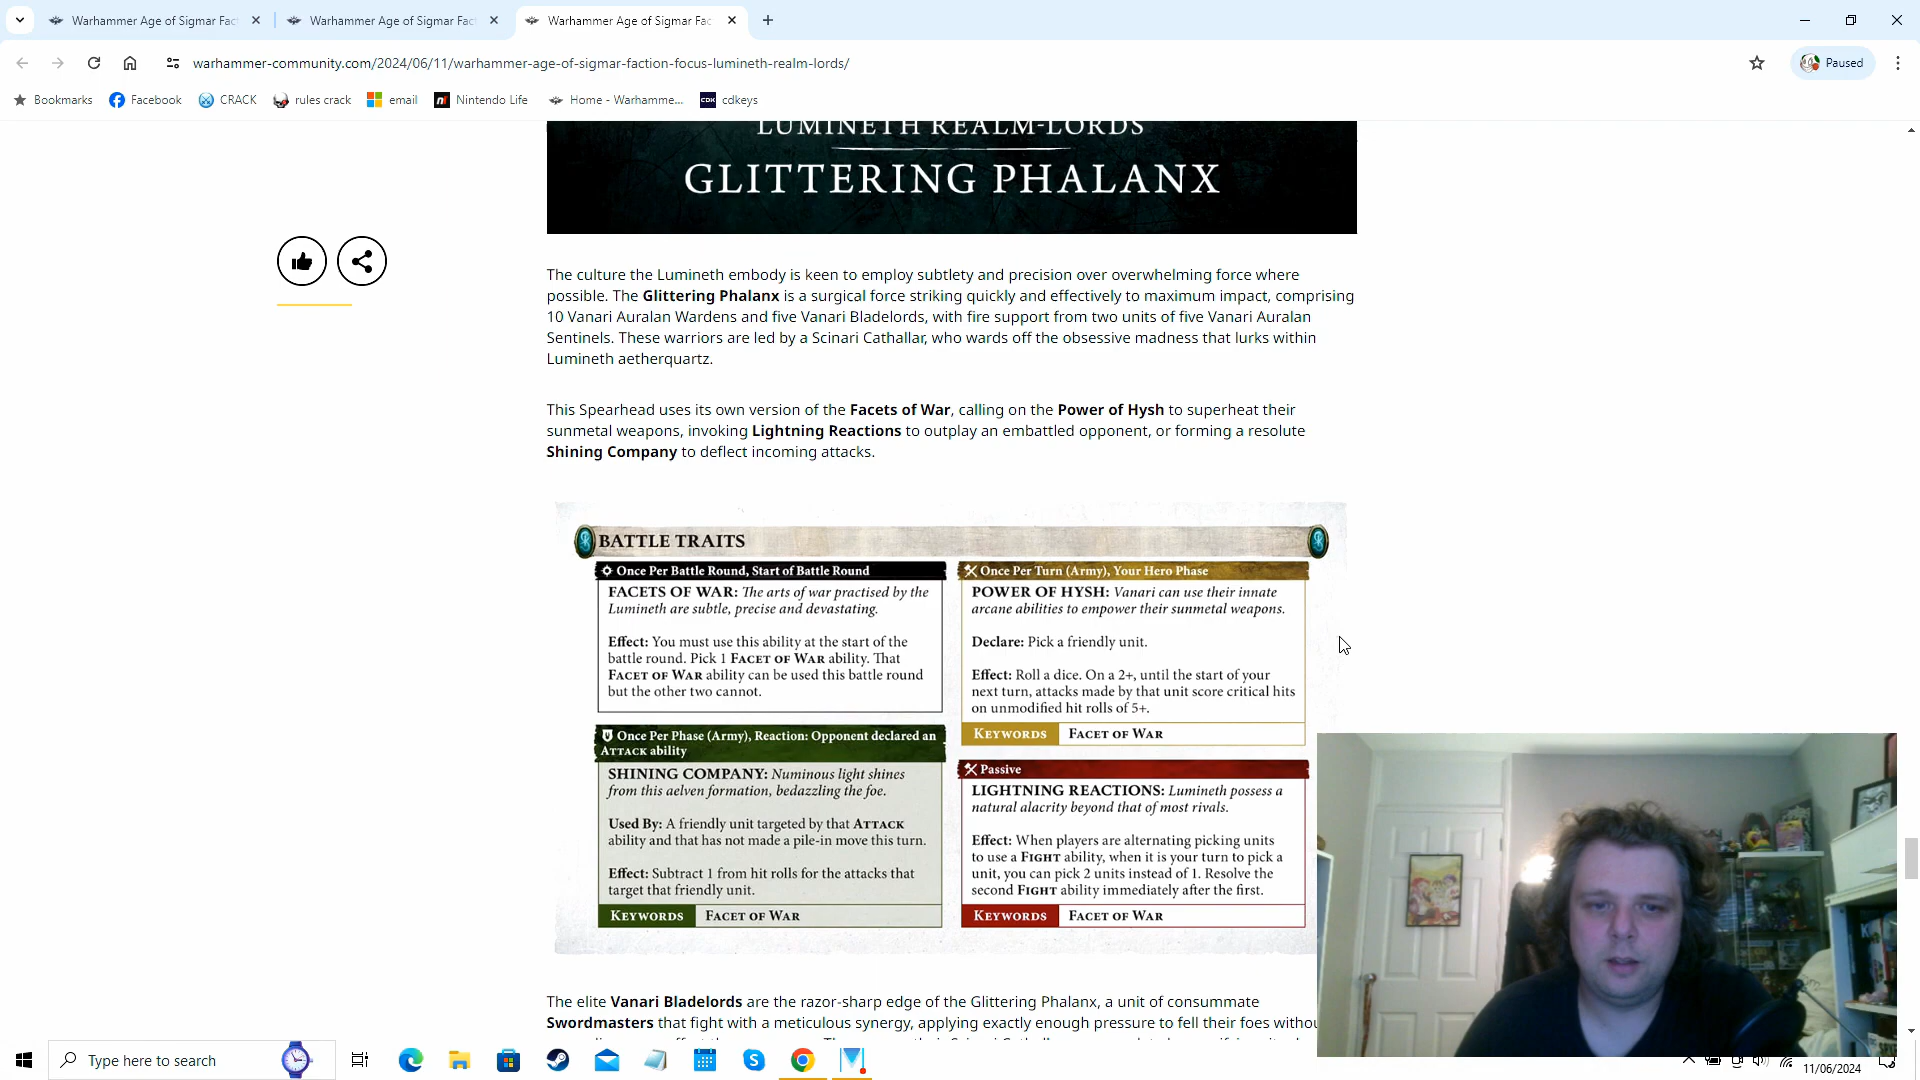 Warhammer Age of Sigmar Fac
Warhammer Age of Sigmar Fac
Warhammer Age of Sigmar Fac
warhammer-community.com/2024/06/11/warhammer-age-of-sigmar-faction-focus-lumineth-realm-lords/
Paused
Bookmarks
Facebook
CRACK
rules crack
email
Nintendo Life
Home - Warhamme...
CDK
cdkeys
LUMINETH REALM-LORDS
GLITTERING PHALANX
The culture the Lumineth embody is keen to employ subtlety and precision over overwhelming force where
possible. The Glittering Phalanx is a surgical force striking quickly and effectively to maximum impact, comprising
10 Vanari Auralan Wardens and five Vanari Bladelords, with fire support from two units of five Vanari Auralan
Sentinels. These warriors are led by a Scinari Cathallar, who wards off the obsessive madness that lurks within
Lumineth aetherquartz.
This Spearhead uses its own version of the Facets of War, calling on the Power of Hysh to superheat their
sunmetal weapons, invoking Lightning Reactions to outplay an embattled opponent, or forming a resolute
Shining Company to deflect incoming attacks.
BATTLE TRAITS
Once Per Battle Round, Start of Battle Round
FACETS OF WAR: The arts of war practised by the
Lumineth are subtle, precise and devastating.
Effect: You must use this ability at the start of the
battle round. Pick 1 FACET OF WAR ability. That
FACET OF WAR ability can be used this battle round
but the other two cannot.
Once Per Phase (Army), Reaction: Opponent declared an
ATTACK ability
SHINING COMPANY: Numinous light shines
from this aelven formation, bedazzling the foe.
Used By: A friendly unit targeted by that ATTACK
ability and that has not made a pile-in move this turn.
Effect: Subtract 1 from hit rolls for the attacks that
target that friendly unit.
KEYWORDS FACET OF WAR
Once Per Turn (Army), Your Hero Phase
POWER OF HYSH: Vanari can use their innate
arcane abilities to empower their sunmetal weapons.
Declare: Pick a friendly unit.
Effect: Roll a dice. On a 2+, until the start of your
next turn, attacks made by that unit score critical hits
on unmodified hit rolls of 5+.
KEYWORDS FACET OF WAR
Passive
LIGHTNING REACTIONS: Lumineth possess a
natural alacrity beyond that of most rivals.
Effect: When players are alternating picking units
to use a FIGHT ability, when it is your turn to pick a
unit, you can pick 2 units instead of 1. Resolve the
second FIGHT ability immediately after the first.
KEYWORDS FACET OF WAR
The elite Vanari Bladelords are the razor-sharp edge of the Glittering Phalanx, a unit of consummate
Swordmasters that fight with a meticulous synergy, applying exactly enough pressure to fell their foes withou
Type here to search
11/06/2024